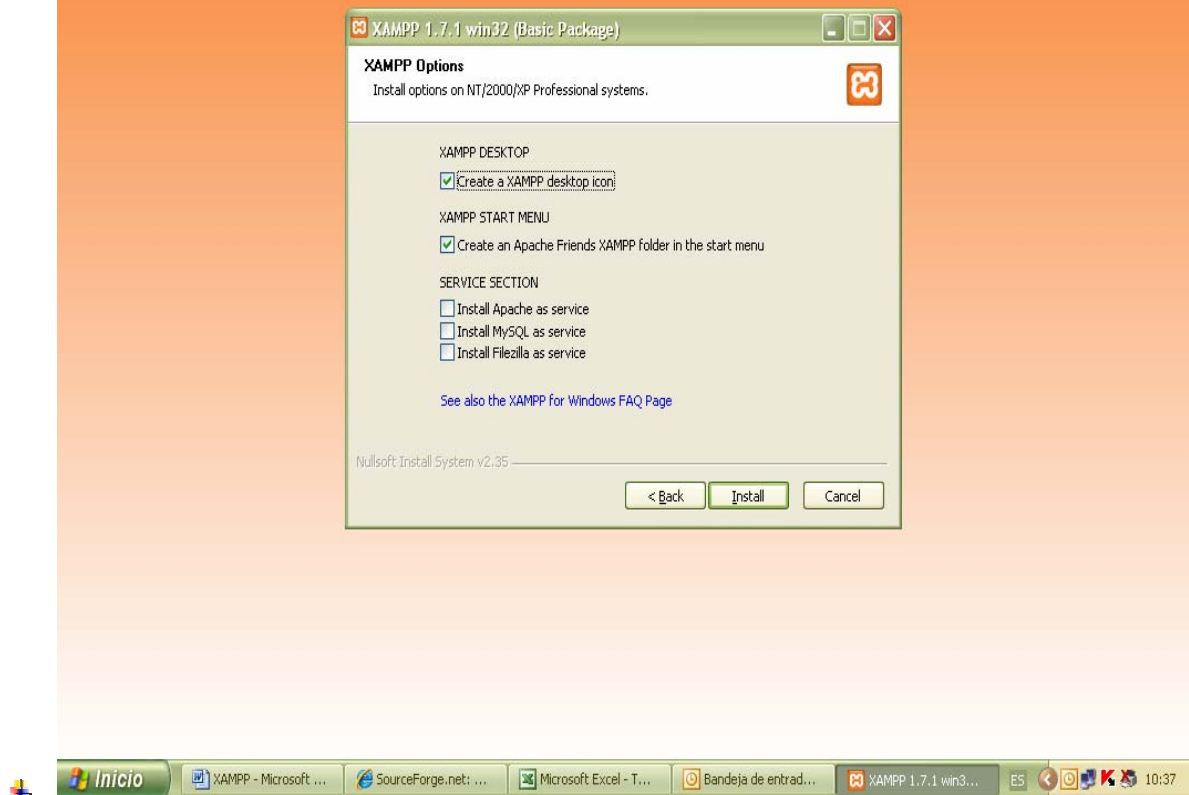 XAMPP 1.7.1 win32 (Basic Package)
XAMPP Options
Install options on NT/2000/XP Professional systems.
XAMPP DESKTOP
Create a XAMPP desktop icon
XAMPP START MENU
Create an Apache Friends XAMPP folder in the start menu
SERVICE SECTION
Install Apache as service
Install MySQL as service
Install Filezilla as service
See also the XAMPP for Windows FAQ Page
Nullsoft Install System v2.35
< Back Install Cancel
Inicio XAMPP - Microsoft ... SourceForge.net: ... Microsoft Excel - T... Bandeja de entrad... XAMPP 1.7.1 win3... ES 10:37